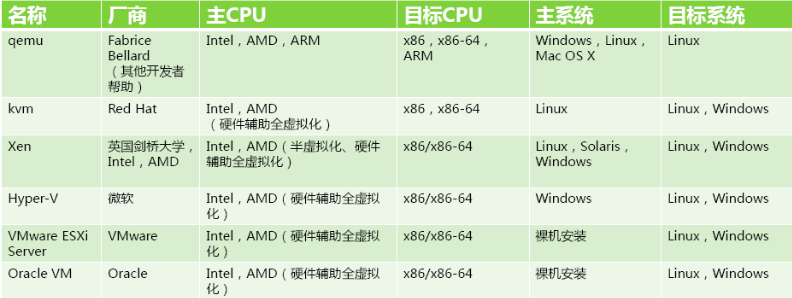 名称 厂商 主CPU 目标CPU 主系统 目标系统
qemu Fabrice Intel，AMD，ARM x86，x86-64， Windows，Linux， Linux
Bellard ARM Mac OS X
（其他开发者
帮助）
kvm Red Hat Intel，AMD x86，x86-64 Linux Linux，Windows
（硬件辅助全虚拟化）
Xen 英国剑桥大学， Intel，AMD（半虚拟化、硬件 x86/x86-64 Linux，Solaris， Linux，Windows
Intel，AMD 辅助全虚拟化） Windows
Hyper-V 微软 Intel，AMD（硬件辅助全虚拟 x86/x86-64 Windows Linux，Windows
化）
VMware ESXi VMware Intel，AMD（硬件辅助全虚拟 x86/x86-64 裸机安装 Linux，Windows
Server 化）
Oracle VM Oracle Intel，AMD（硬件辅助全虚拟 x86/x86-64 裸机安装 Linux，Windows
化）